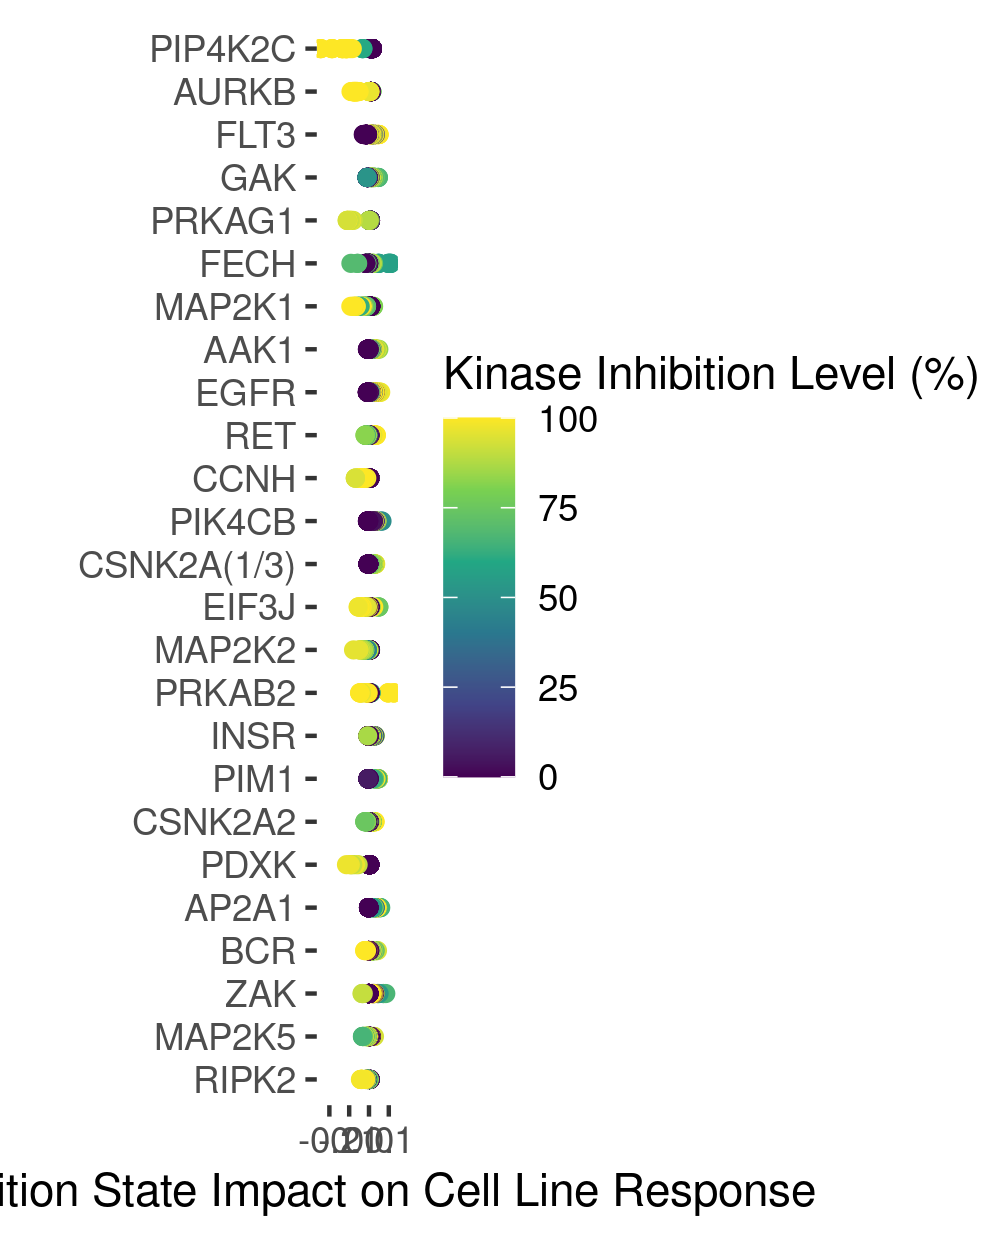 PIP4K2C
AURKB
FLT3
GAK
PRKAG1
FECH
MAP2K1
AAK1
EGFR
RET
CCNH
PIK4CB
CSNK2A(1/3)
EIF3J
MAP2K2
PRKAB2
INSR
PIM1
CSNK2A2
PDXK
AP2A1
BCR
ZAK
MAP2K5
RIPK2
Kinase Inhibition Level (%)
100
75
50
25
0
State Impact on Cell Line Response